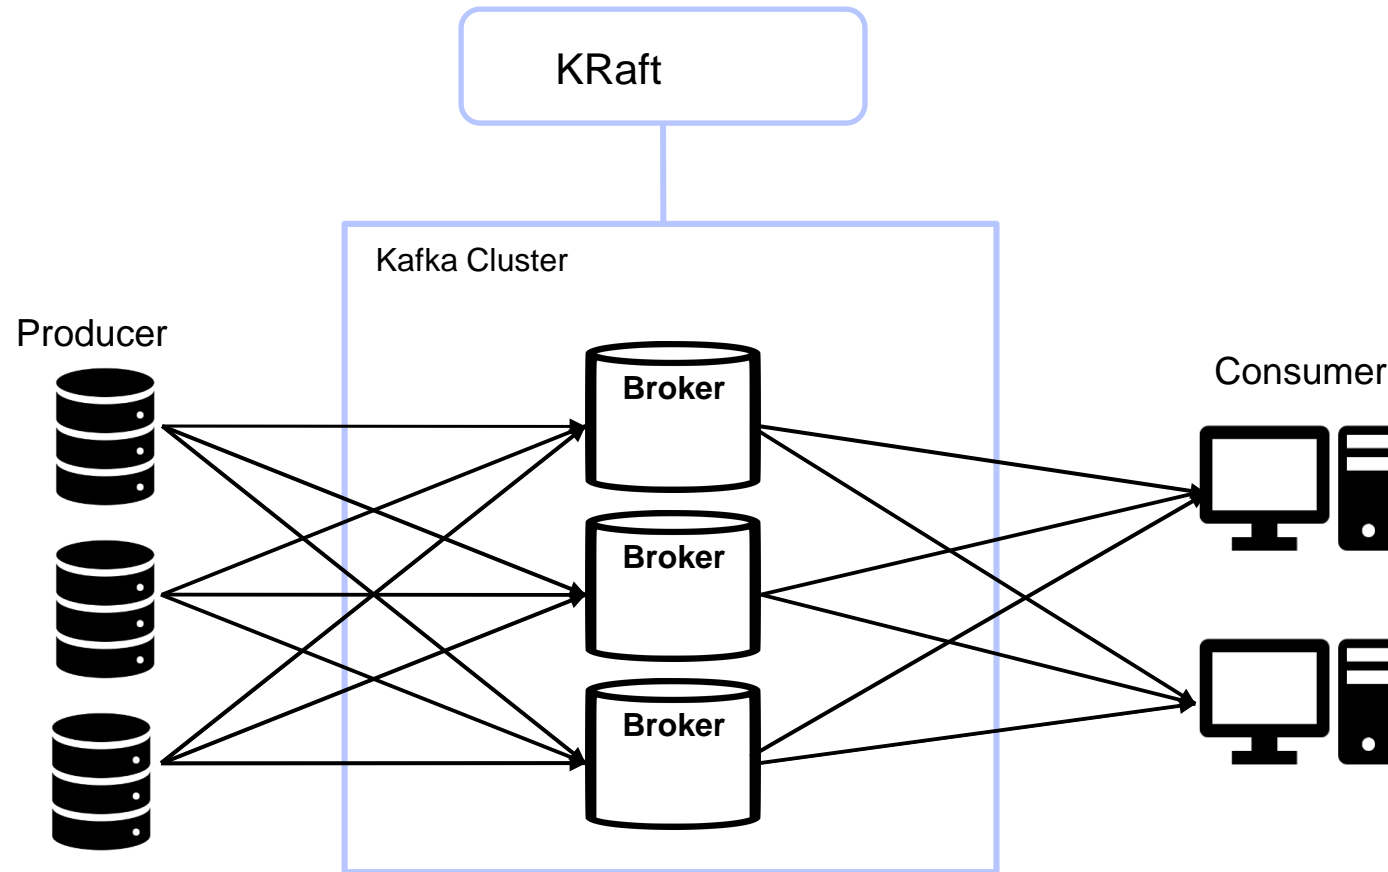 KRaft
Kafka Cluster
Producer
Broker
Consumer
Broker
Broker